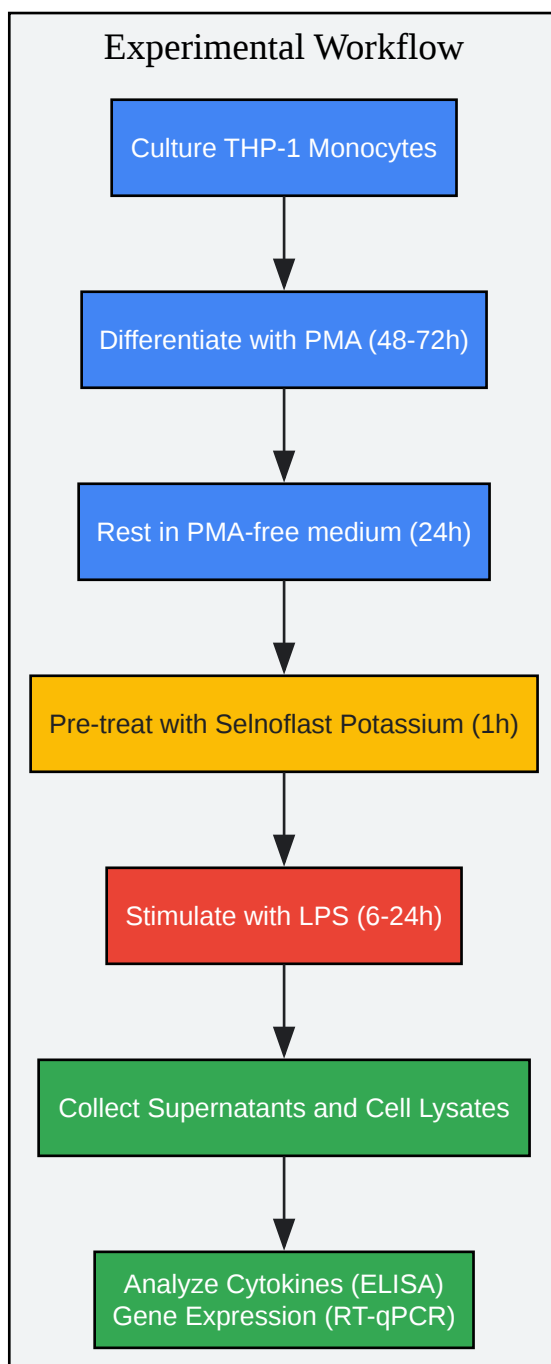 Experimental Workflow
Culture THP-1 Monocytes
Differentiate with PMA (48-72h)
Rest in PMA-free medium (24h)
Pre-treat with Selnoflast Potassium (1h)
Stimulate with LPS (6-24h)
Collect Supernatants and Cell Lysates
Analyze Cytokines (ELISA)
Gene Expression (RT-qPCR)